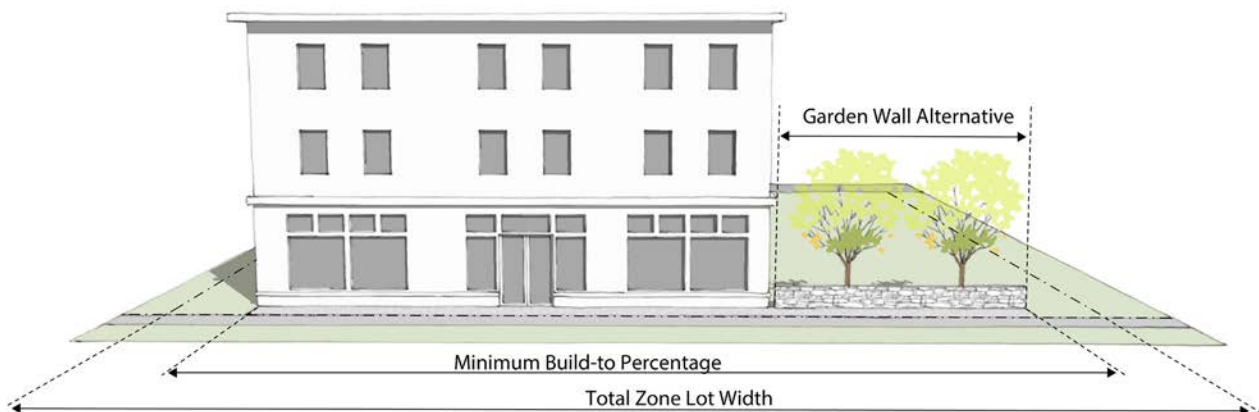 Garden Wall Alternative
Minimum Build-to Percentage
Total Zone Lot Width